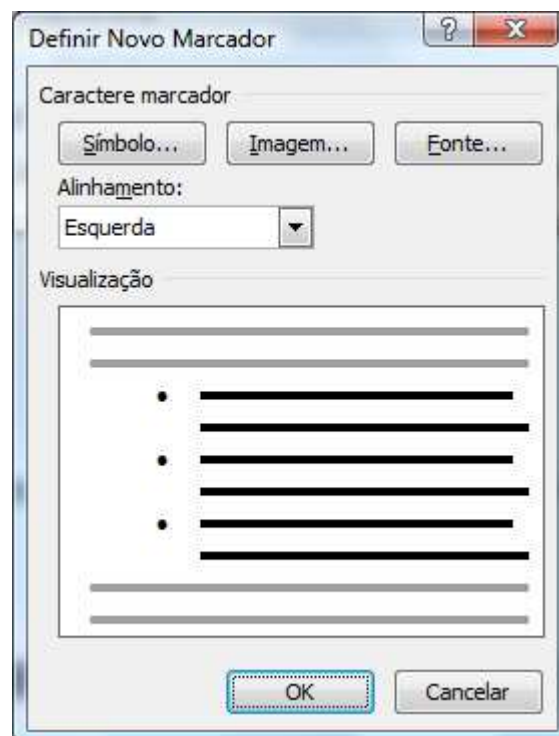 Definir Novo Marcador
Caractere marcador
Símbolo... Imagem... Fonte...
Alinhamento:
Esquerda
Visualização
OK Cancelar